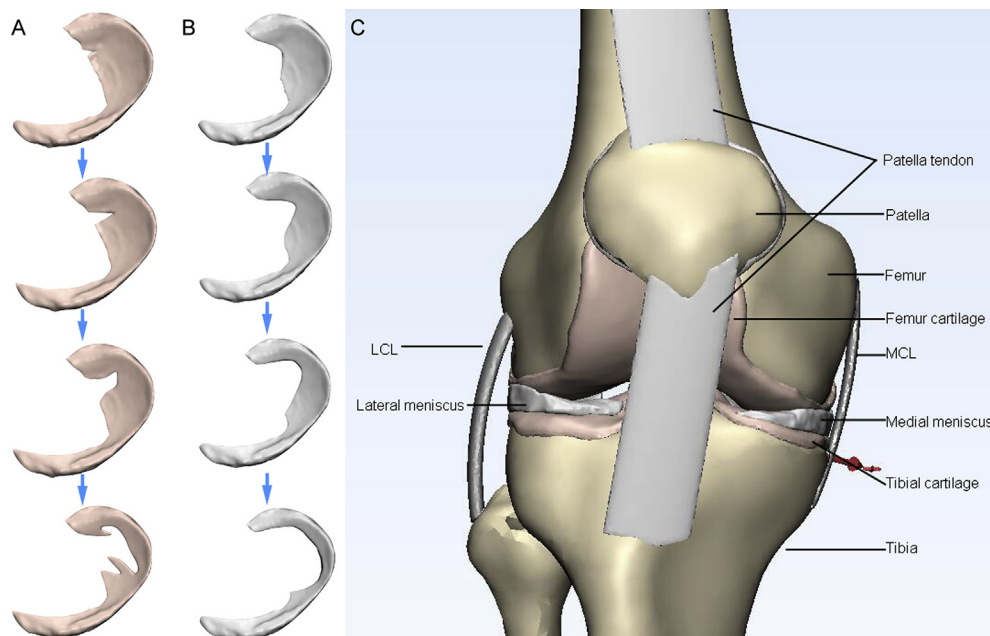 A
B
C
Patella tendon
Patella
Femur
Femur cartilage
LCL
MCL
Lateral meniscus
Medial meniscus
Tibial cartilage
Tibia